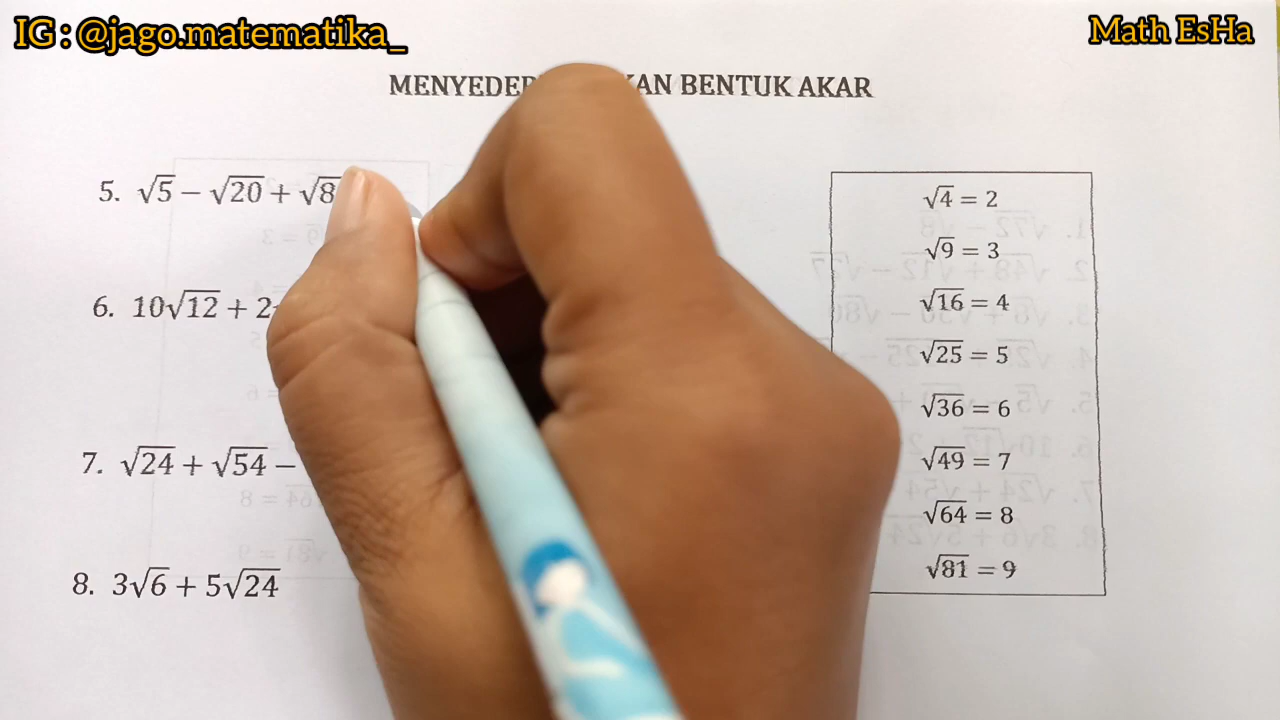 IG : @jago.matematika_
Math EsHa
BENTUK AKAR
5. √5 − √20 + √8
6. 10√12 + 2
7. √24 + √54 −
8. 3√6 + 5√24
√4 = 2
√9 = 3
√16 = 4
√25 = 5
√36 = 6
√49 = 7
√64 = 8
√81 = 9